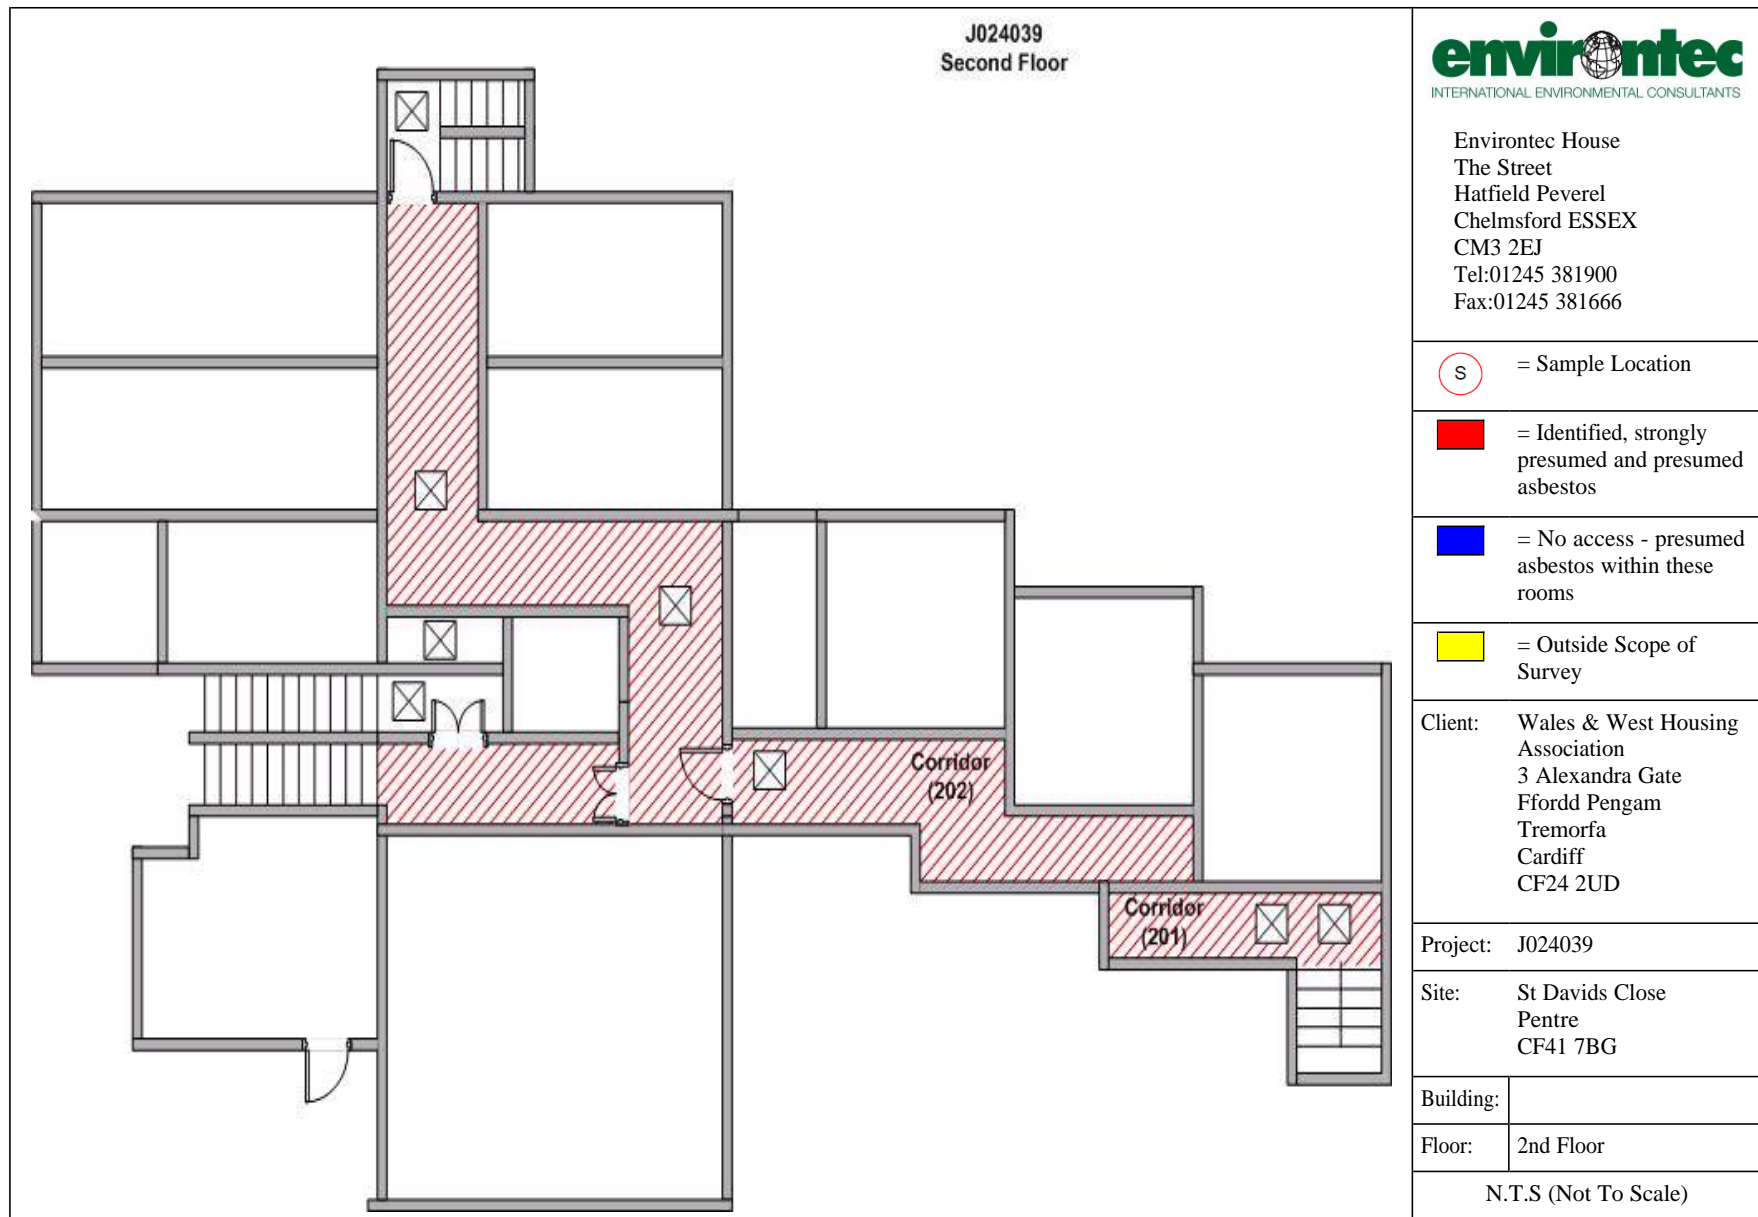 J024039
Second Floor
Corridor
(202)
Corridor
(201)
environtec
INTERNATIONAL ENVIRONMENTAL CONSULTANTS
Environtec House
The Street
Hatfield Peverel
Chelmsford ESSEX
CM3 2EJ
Tel:01245 381900
Fax:01245 381666
S = Sample Location
= Identified, strongly
presumed and presumed
asbestos
= No access - presumed
asbestos within these
rooms
= Outside Scope of
Survey
Client: Wales & West Housing
Association
3 Alexandra Gate
Ffordd Pengam
Tremorfa
Cardiff
CF24 2UD
Project: J024039
Site: St Davids Close
Pentre
CF41 7BG
Building:
Floor: 2nd Floor
N.T.S (Not To Scale)